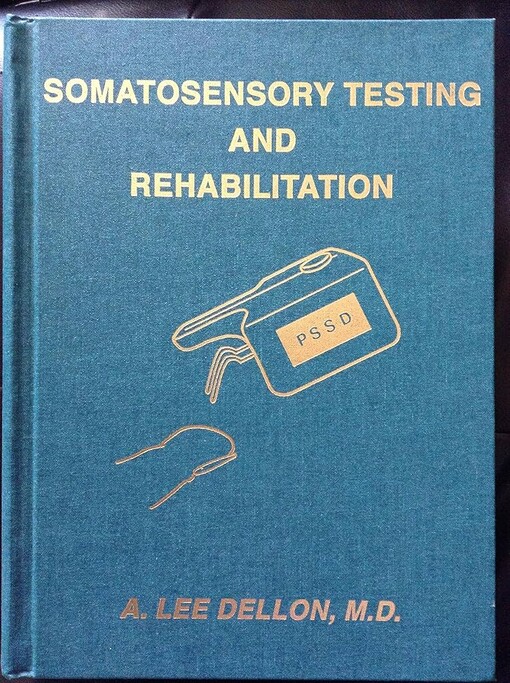 SOMATOSENSORY TESTING
AND
REHABILITATION
PSSD
A. LEE DELLON, M.D.